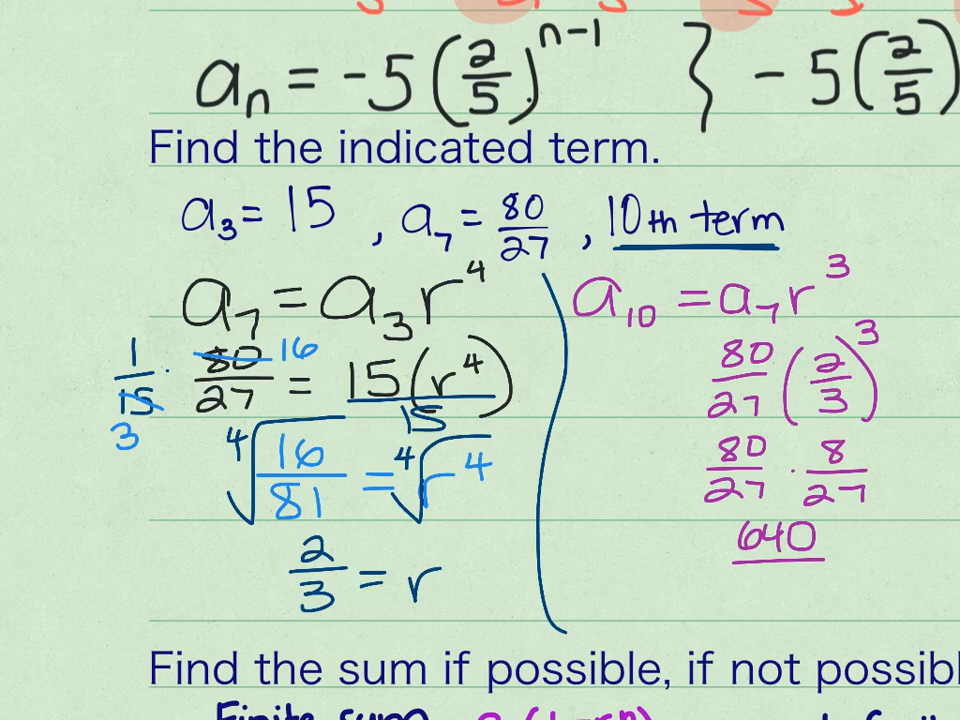 aₙ = -5(2/5)ⁿ⁻¹ } - 5(2/5)
Find the indicated term.
a₃ = 15 , a₇ = 80/27 , 10th term
a₇ = a₃r⁴
1/15 3 · 80/27 16 = 15(r⁴)/15
⁴√16/81 = ⁴√r⁴
2/3 = r
a₁₀ = a₇r³
80/27 (2/3)³
80/27 · 8/27
640
Find the sum if possible, if not
Finite sum